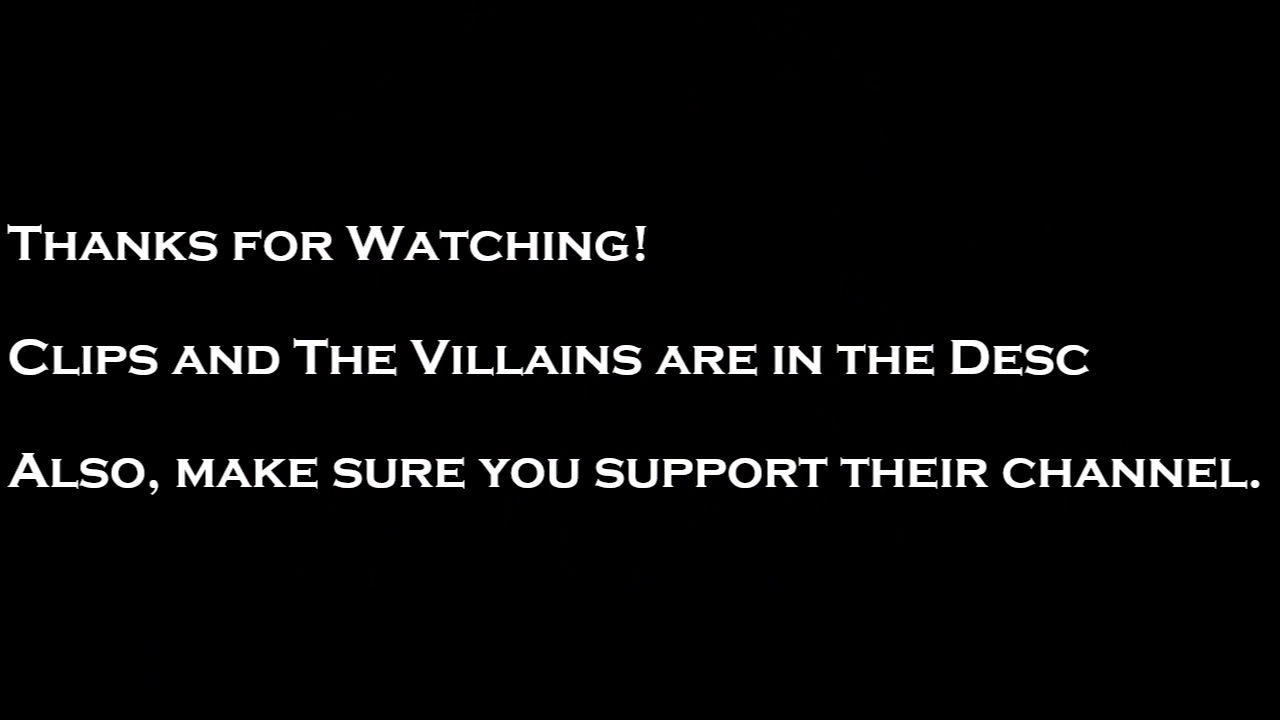 Thanks for Watching!
Clips and The Villains are in the Desc
Also, make sure you support their channel.